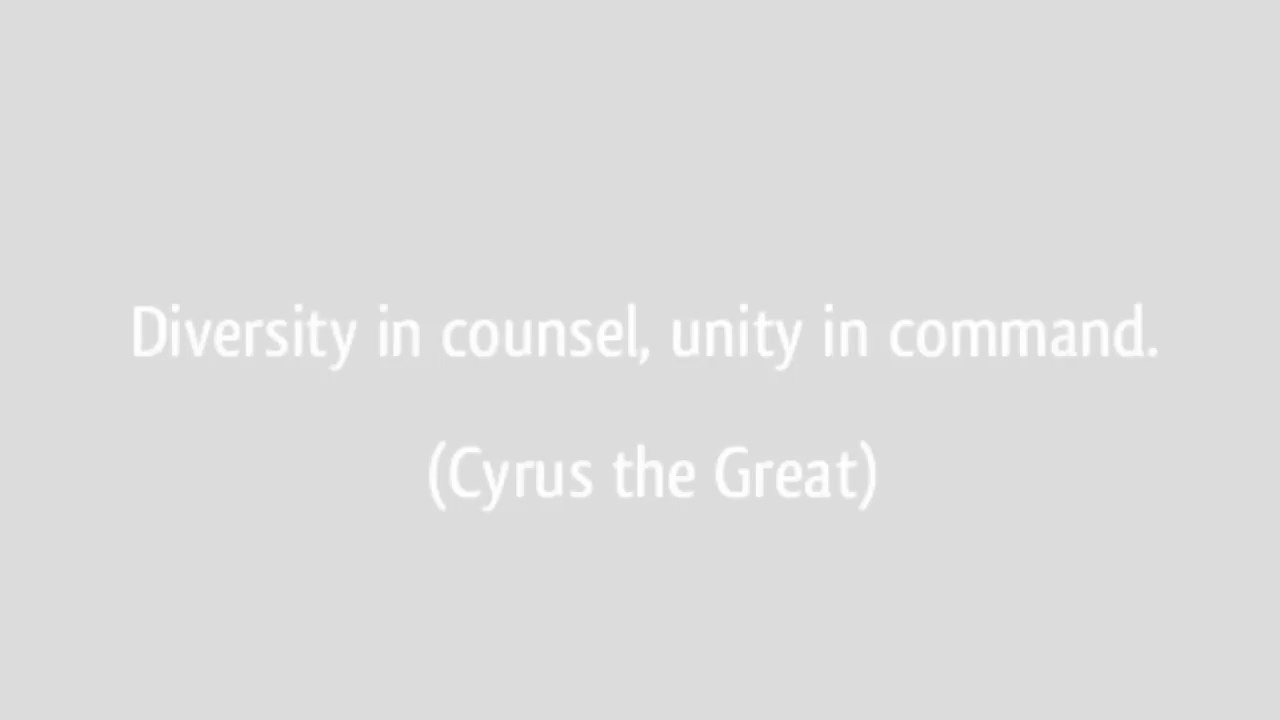 Diversity in counsel, unity in command.
(Cyrus the Great)